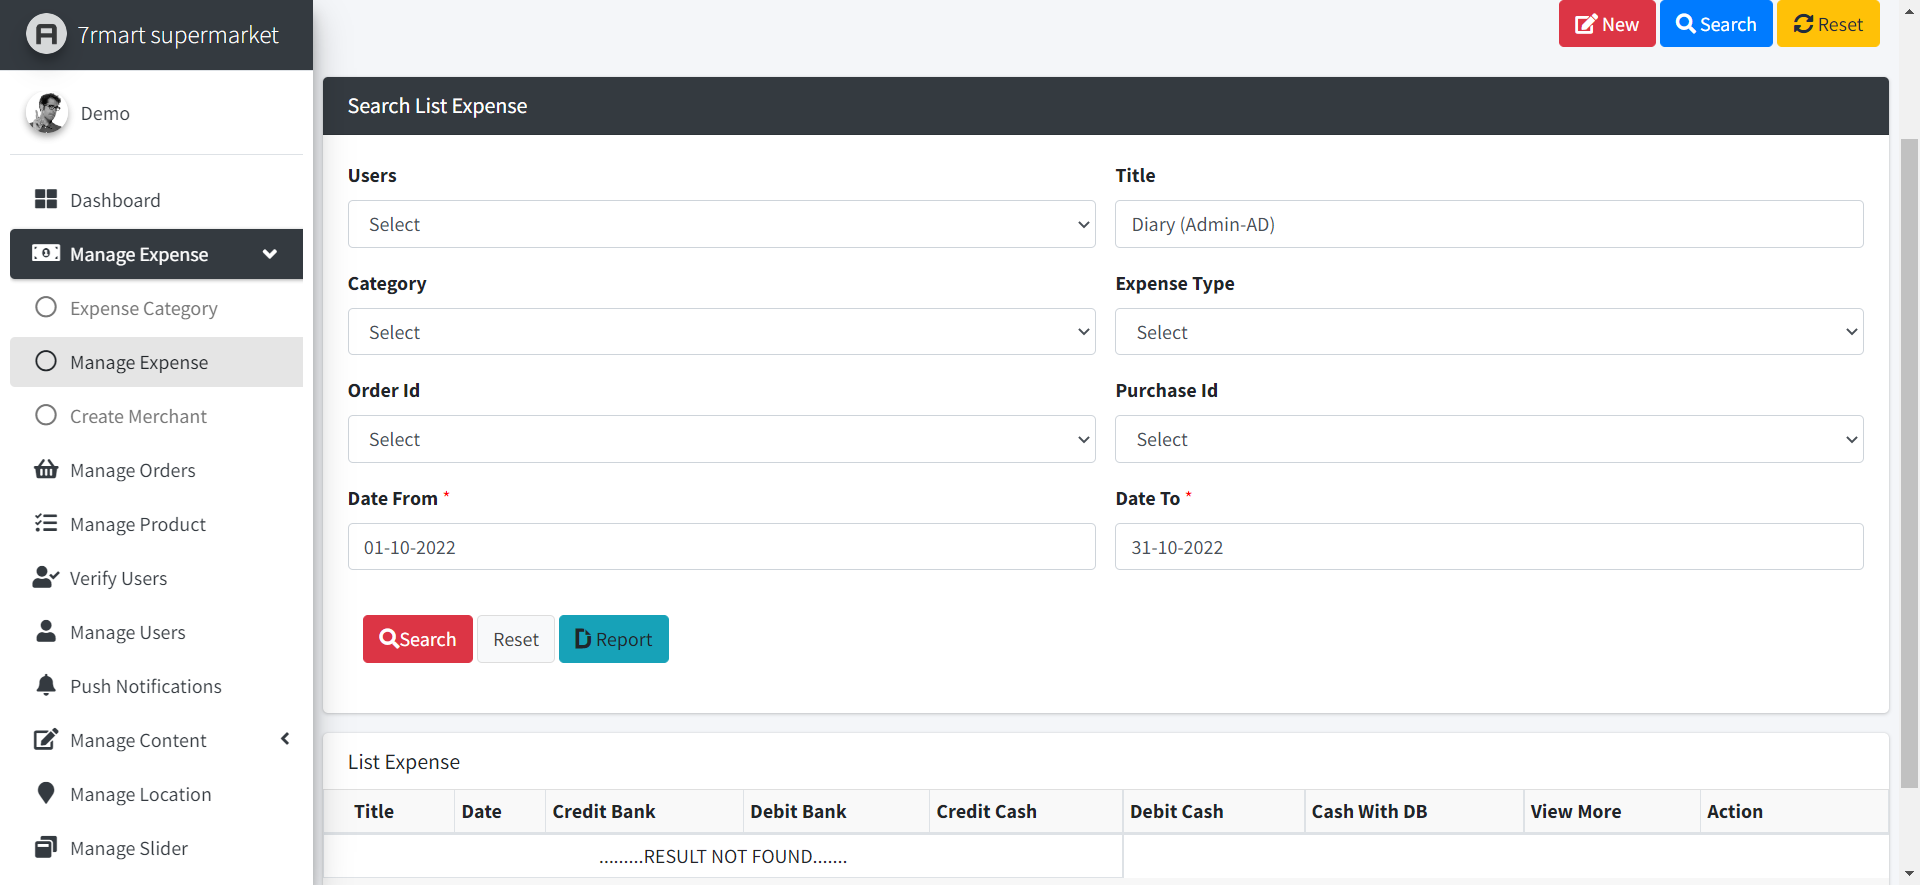 7rmart supermarket
Demo
Dashboard
Manage Expense
Expense Category
Manage Expense
Create Merchant
Manage Orders
Manage Product
Verify Users
Manage Users
Push Notifications
Manage Content
Manage Location
Manage Slider
New
Search
Reset
Search List Expense
Users
Title
Select
Diary (Admin-AD)
Category
Expense Type
Select
Select
Order Id
Purchase Id
Select
Select
Date From *
Date To *
01-10-2022
31-10-2022
Search
Reset
Report
List Expense
Title Date Credit Bank Debit Bank Credit Cash Debit Cash Cash With DB View More Action
.........RESULT NOT FOUND.......